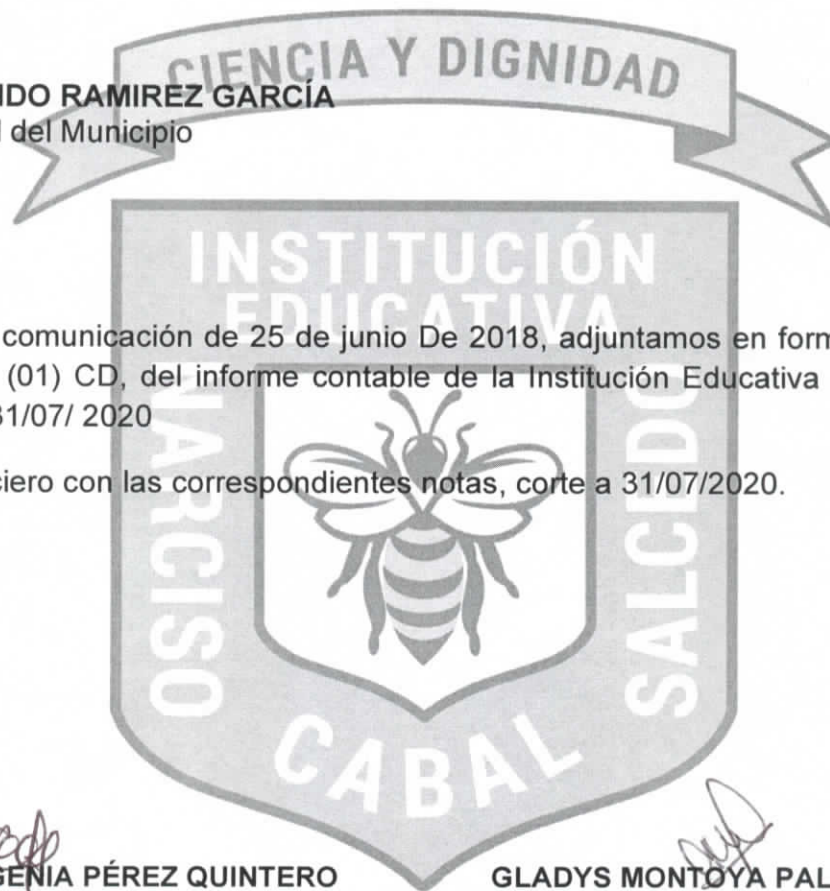 CIENCIA Y DIGNIDAD
NDO RAMIREZ GARCÍA
del Municipio
INSTITUCIÓN
EDUCATIVA
comunicación de 25 de junio De 2018, adjuntamos en form
(01) CD, del informe contable de la Institución Educativa
31/07/ 2020
ciero con las correspondientes notas, corte a 31/07/2020.
NARCISO
SALCEDO
CABAL
GENIA PÉREZ QUINTERO
GLADYS MONTOYA PAL